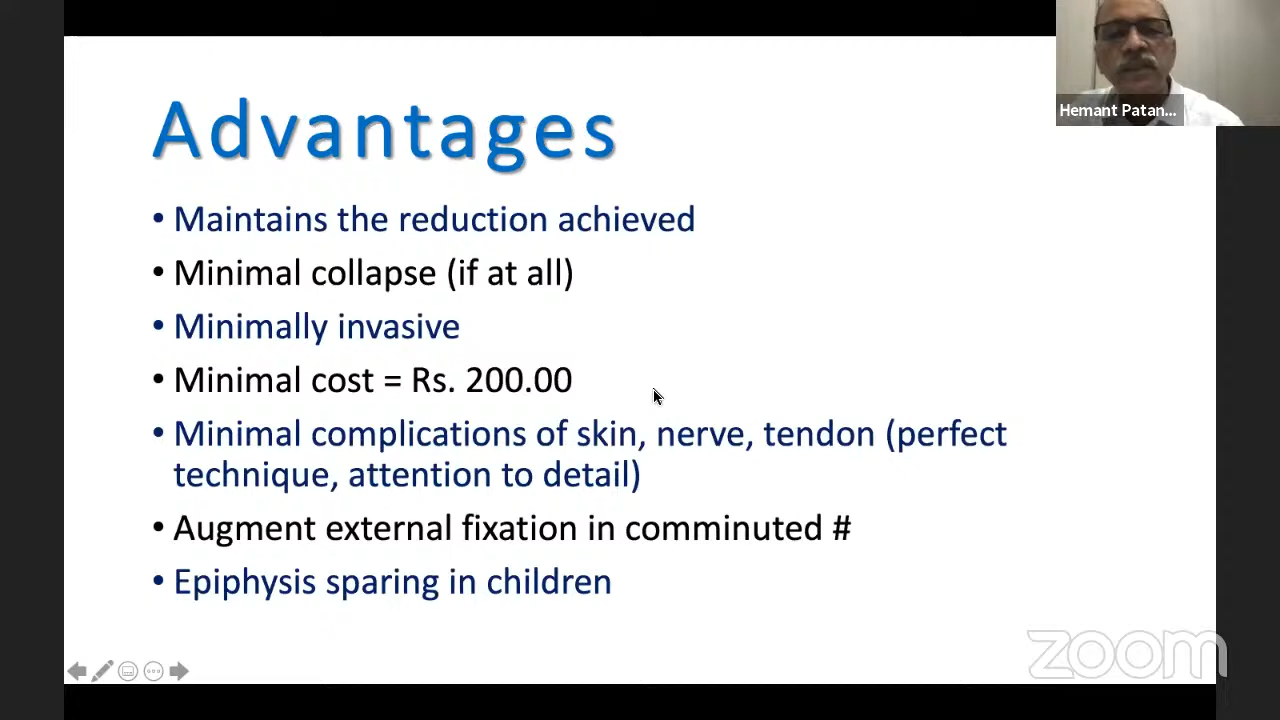 Hemant Patan...
Advantages
• Maintains the reduction achieved
• Minimal collapse (if at all)
• Minimally invasive
• Minimal cost = Rs. 200.00
• Minimal complications of skin, nerve, tendon (perfect
technique, attention to detail)
• Augment external fixation in comminuted #
• Epiphysis sparing in children
zoom